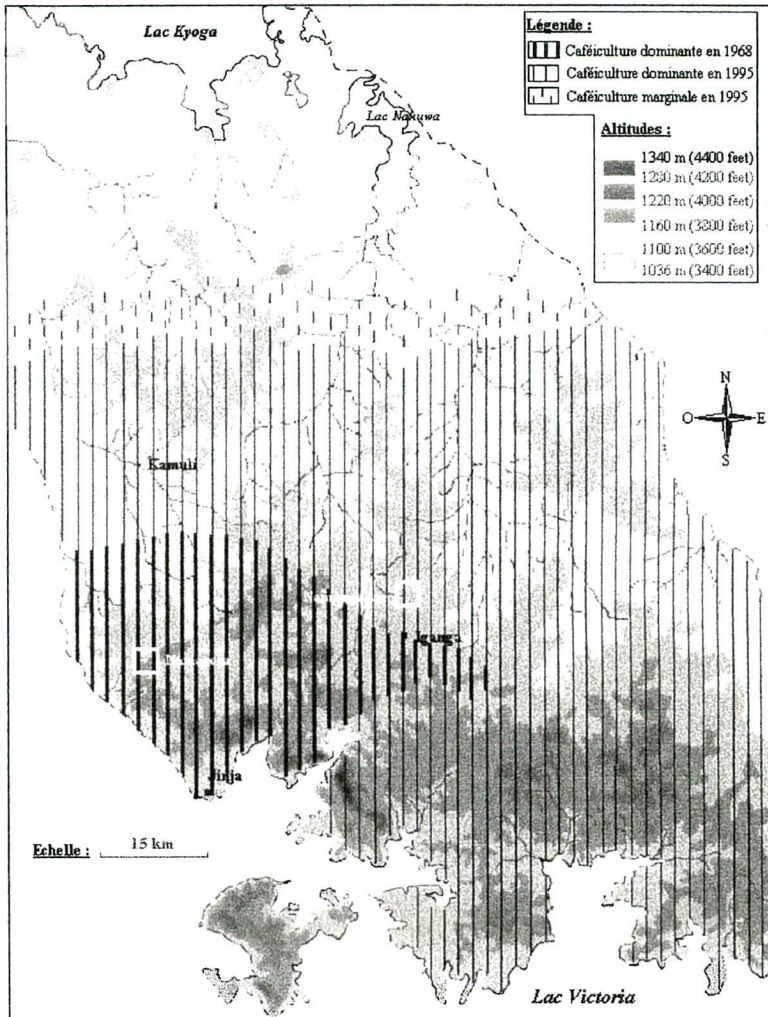 Lac Kyoga
Lac Nakuwa
Légende :
Caféiculture dominante en 1968
Caféiculture dominante en 1995
Caféiculture marginale en 1995
Altitudes :
1340 m (4400 feet)
1280 m (4200 feet)
1220 m (4000 feet)
1160 m (3800 feet)
1100 m (3600 feet)
1036 m (3400 feet)
N
O
E
S
Kamuli
Iganga
Jinja
Echelle :
15 km
Lac Victoria